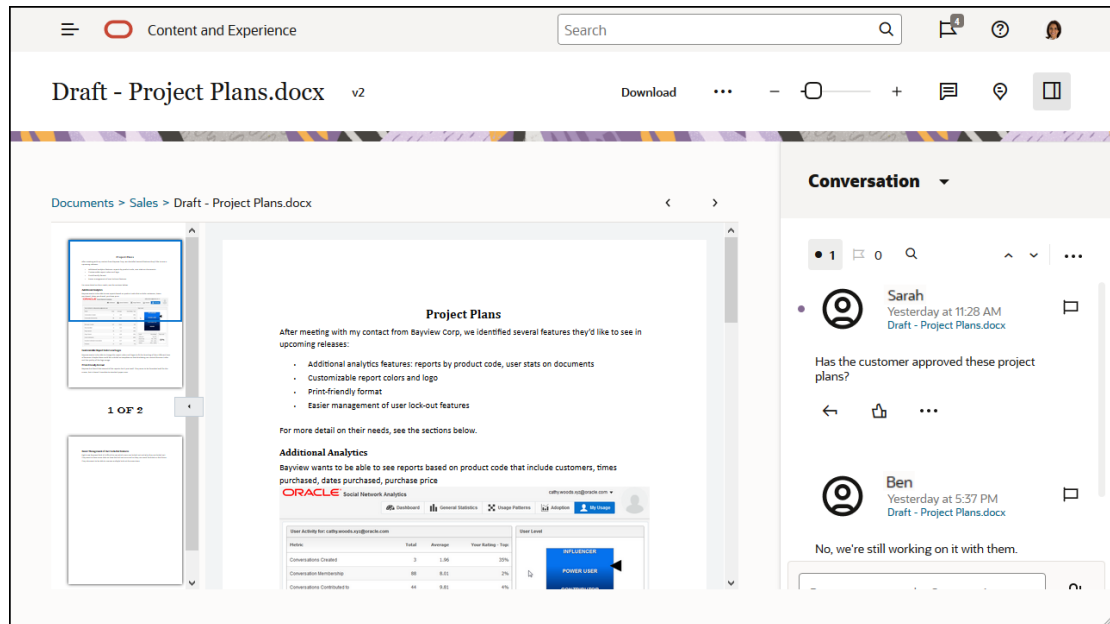 Content and Experience
Search
4
Draft - Project Plans.docx v2
Download
Documents > Sales > Draft - Project Plans.docx
1 OF 2
Project Plans
After meeting with my contact from Bayview Corp, we identified several features they'd like to see in
upcoming releases:
Additional analytics features: reports by product code, user stats on documents
Customizable report colors and logo
Print-friendly format
Easier management of user lock-out features
For more detail on their needs, see the sections below.
Additional Analytics
Bayview wants to be able to see reports based on product code that include customers, times
purchased, dates purchased, purchase price
ORACLE Social Network Analytics
cathy.woods.xyz@oracle.com
Dashboard General Statistics Usage Patterns Adoption My Usage
User Activity for: cathy.woods.xyz@oracle.com
User Level
Metric Total Average Your Rating - Top:
Conversations Created 3 1.86 35%
Conversation Membership 86 9.01 2%
Conversations Contributed to 44 9.81 4%
INFLUENCER
POWER USER
Conversation
1 0
Sarah
Yesterday at 11:28 AM
Draft - Project Plans.docx
Has the customer approved these project
plans?
Ben
Yesterday at 5:37 PM
Draft - Project Plans.docx
No, we're still working on it with them.